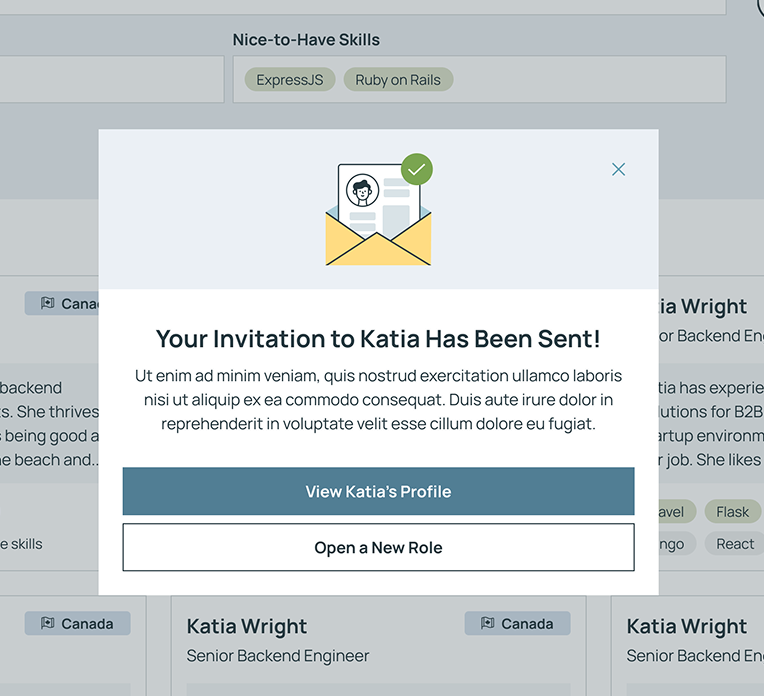 Nice-to-Have Skills
ExpressJS
Ruby on Rails
Your Invitation to Katia Has Been Sent!
Ut enim ad minim veniam, quis nostrud exercitation ullamco laboris
nisi ut aliquip ex ea commodo consequat. Duis aute irure dolor in
reprehenderit in voluptate velit esse cillum dolore eu fugiat.
View Katia's Profile
Open a New Role
Cana
backend
s. She thrives
being good a
e beach and..
e skills
ia Wright
or Backend En
tia has experie
lutions for B2B
artup environm
r job. She likes
avel
Flask
ngo
React
Canada
Katia Wright
Canada
Senior Backend Engineer
Katia Wright
Senior Backend En